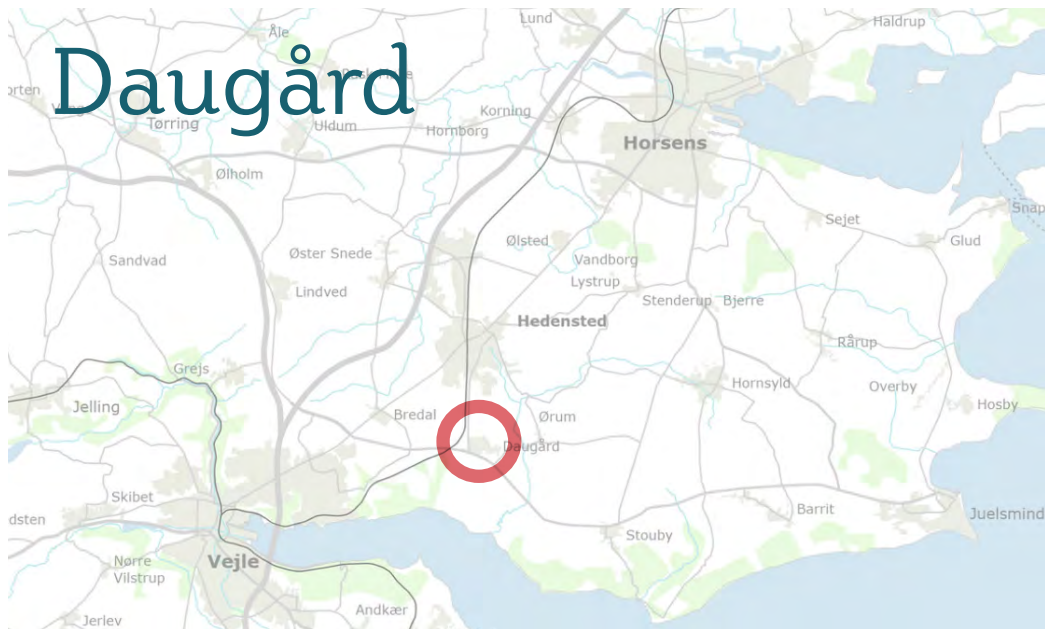 Lund
Haldrup
Åle
Daugård
Tørring
Uldum
Korning
Hornborg
Horsens
Ølholm
Sejet
Snap
Glud
Ølsted
Øster Snede
Sandvad
Vandborg
Lystrup
Lindved
Stenderup
Bjerre
Hedensted
Rårup
Grejs
Hornsyld
Overby
Jelling
Hosby
Bredal
Ørum
Daugård
Skibet
Barrit
Juelsmind
dsten
Stouby
Nørre
Vilstrup
Vejle
Andkær
Jerlev